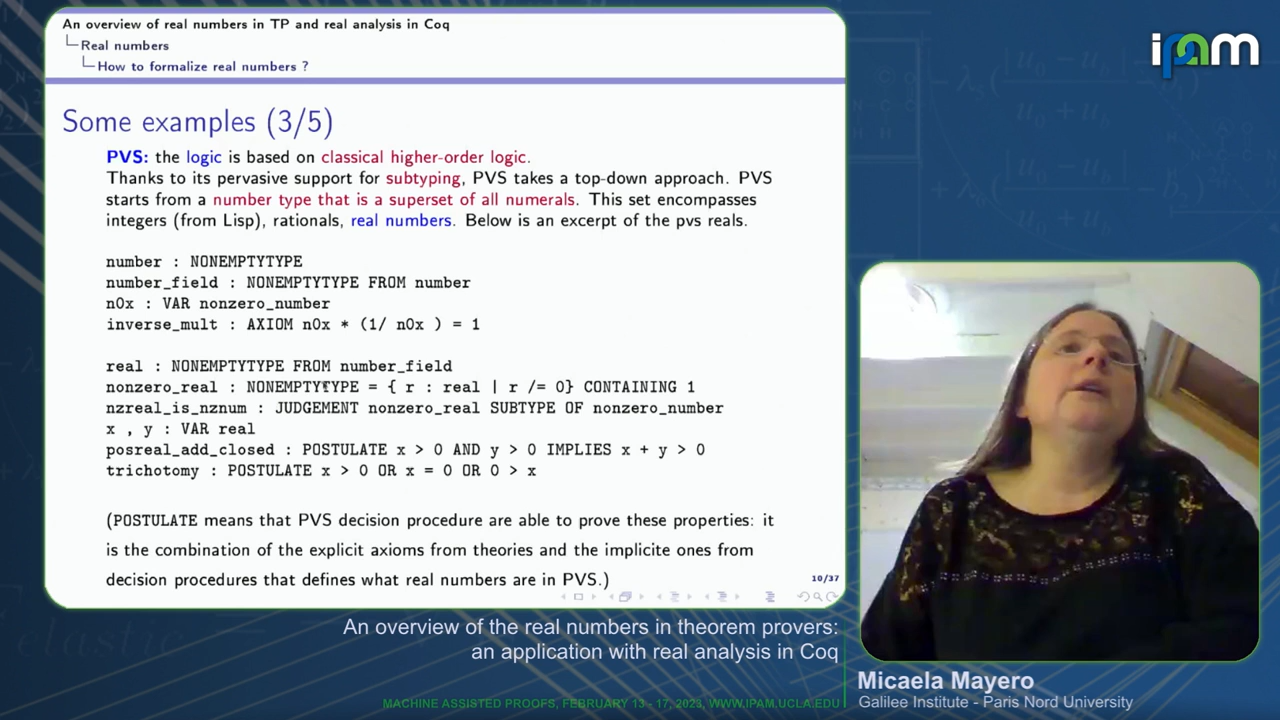 An overview of real numbers in TP and real analysis in Coq
Real numbers
How to formalize real numbers ?
ipam
Some examples (3/5)
PVS: the logic is based on classical higher-order logic.
Thanks to its pervasive support for subtyping, PVS takes a top-down approach. PVS
starts from a number type that is a superset of all numerals. This set encompasses
integers (from Lisp), rationals, real numbers. Below is an excerpt of the pvs reals.
number : NONEMPTYTYPE
number_field : NONEMPTYTYPE FROM number
n0x : VAR nonzero_number
inverse_mult : AXIOM n0x * (1/ n0x ) = 1
real : NONEMPTYTYPE FROM number_field
nonzero_real : NONEMPTYTYPE = { r : real | r /= 0} CONTAINING 1
nzreal_is_nznum : JUDGEMENT nonzero_real SUBTYPE OF nonzero_number
x , y : VAR real
posreal_add_closed : POSTULATE x > 0 AND y > 0 IMPLIES x + y > 0
trichotomy : POSTULATE x > 0 OR x = 0 OR 0 > x
(POSTULATE means that PVS decision procedure are able to prove these properties: it
is the combination of the explicit axioms from theories and the implicite ones from
decision procedures that defines what real numbers are in PVS.)
10/37
An overview of the real numbers in theorem provers:
an application with real analysis in Coq
Micaela Mayero
Galilee Institute - Paris Nord University
MACHINE ASSISTED PROOFS, FEBRUARY 13 - 17, 2023, WWW.IPAM.UCLA.EDU